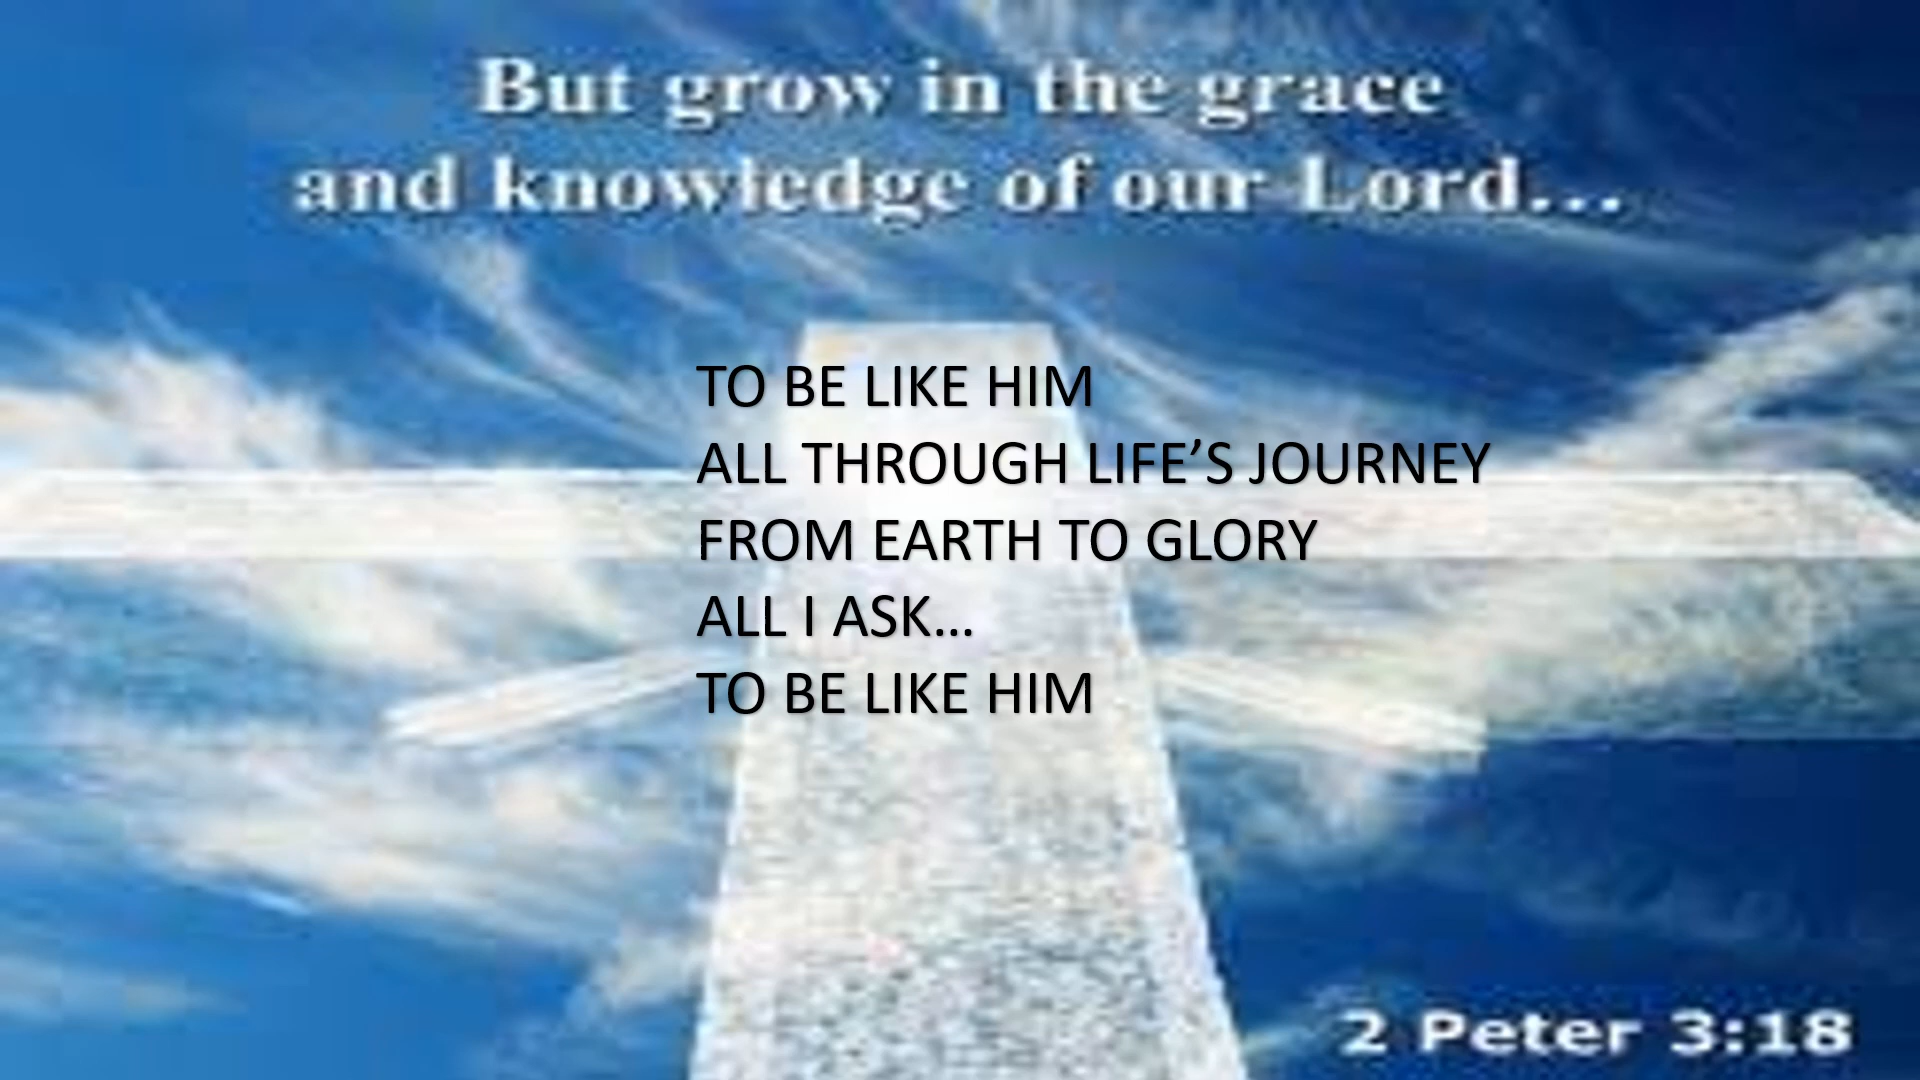 But grow in the grace
and knowledge of our Lord...
TO BE LIKE HIM
ALL THROUGH LIFE’S JOURNEY
FROM EARTH TO GLORY
ALL I ASK…
TO BE LIKE HIM
2 Peter 3:18